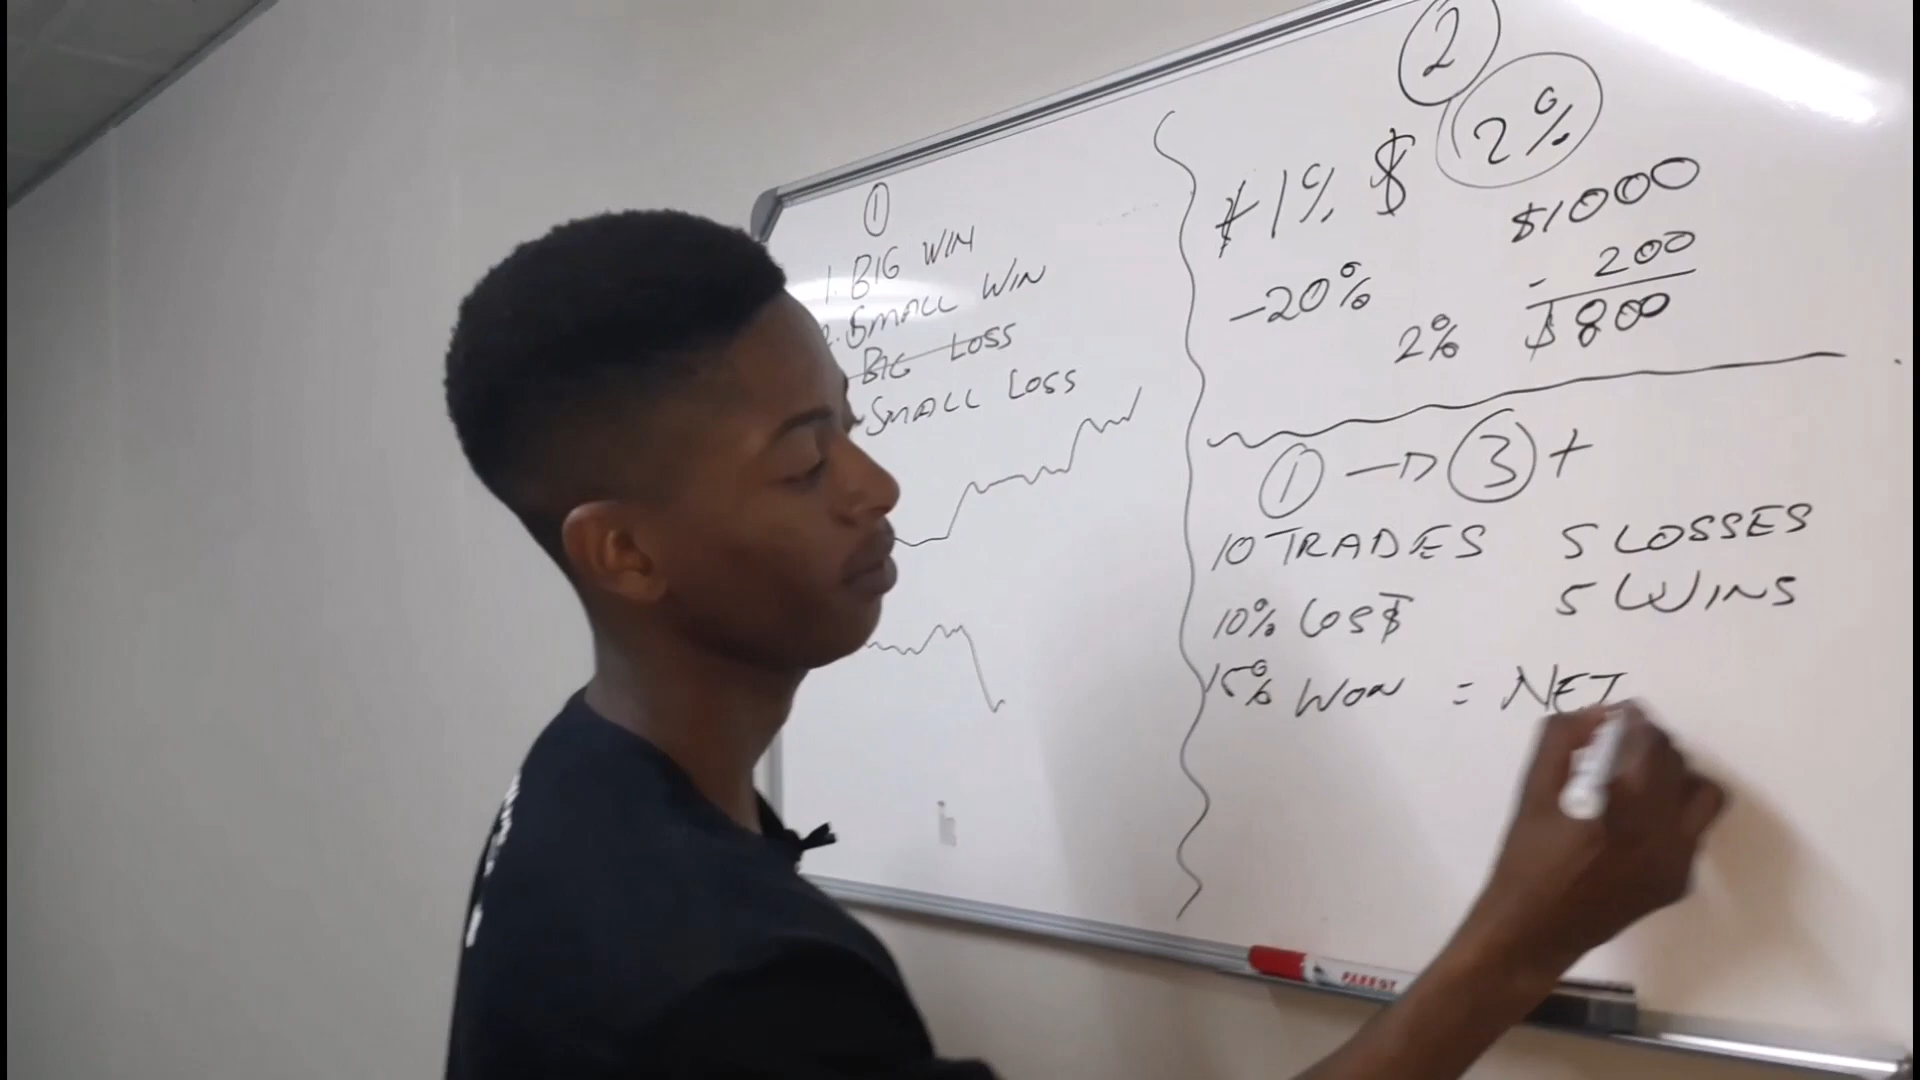 ①
1. BIG WIN
2. SMALL WIN
BIG LOSS
SMALL LOSS
②
2%
+1% $
$1000
-20%
- 200
2%
$800
① → ③ +
10 TRADES 5 LOSSES
5 WINS
10% LOST
15% WON = NET
PARROT